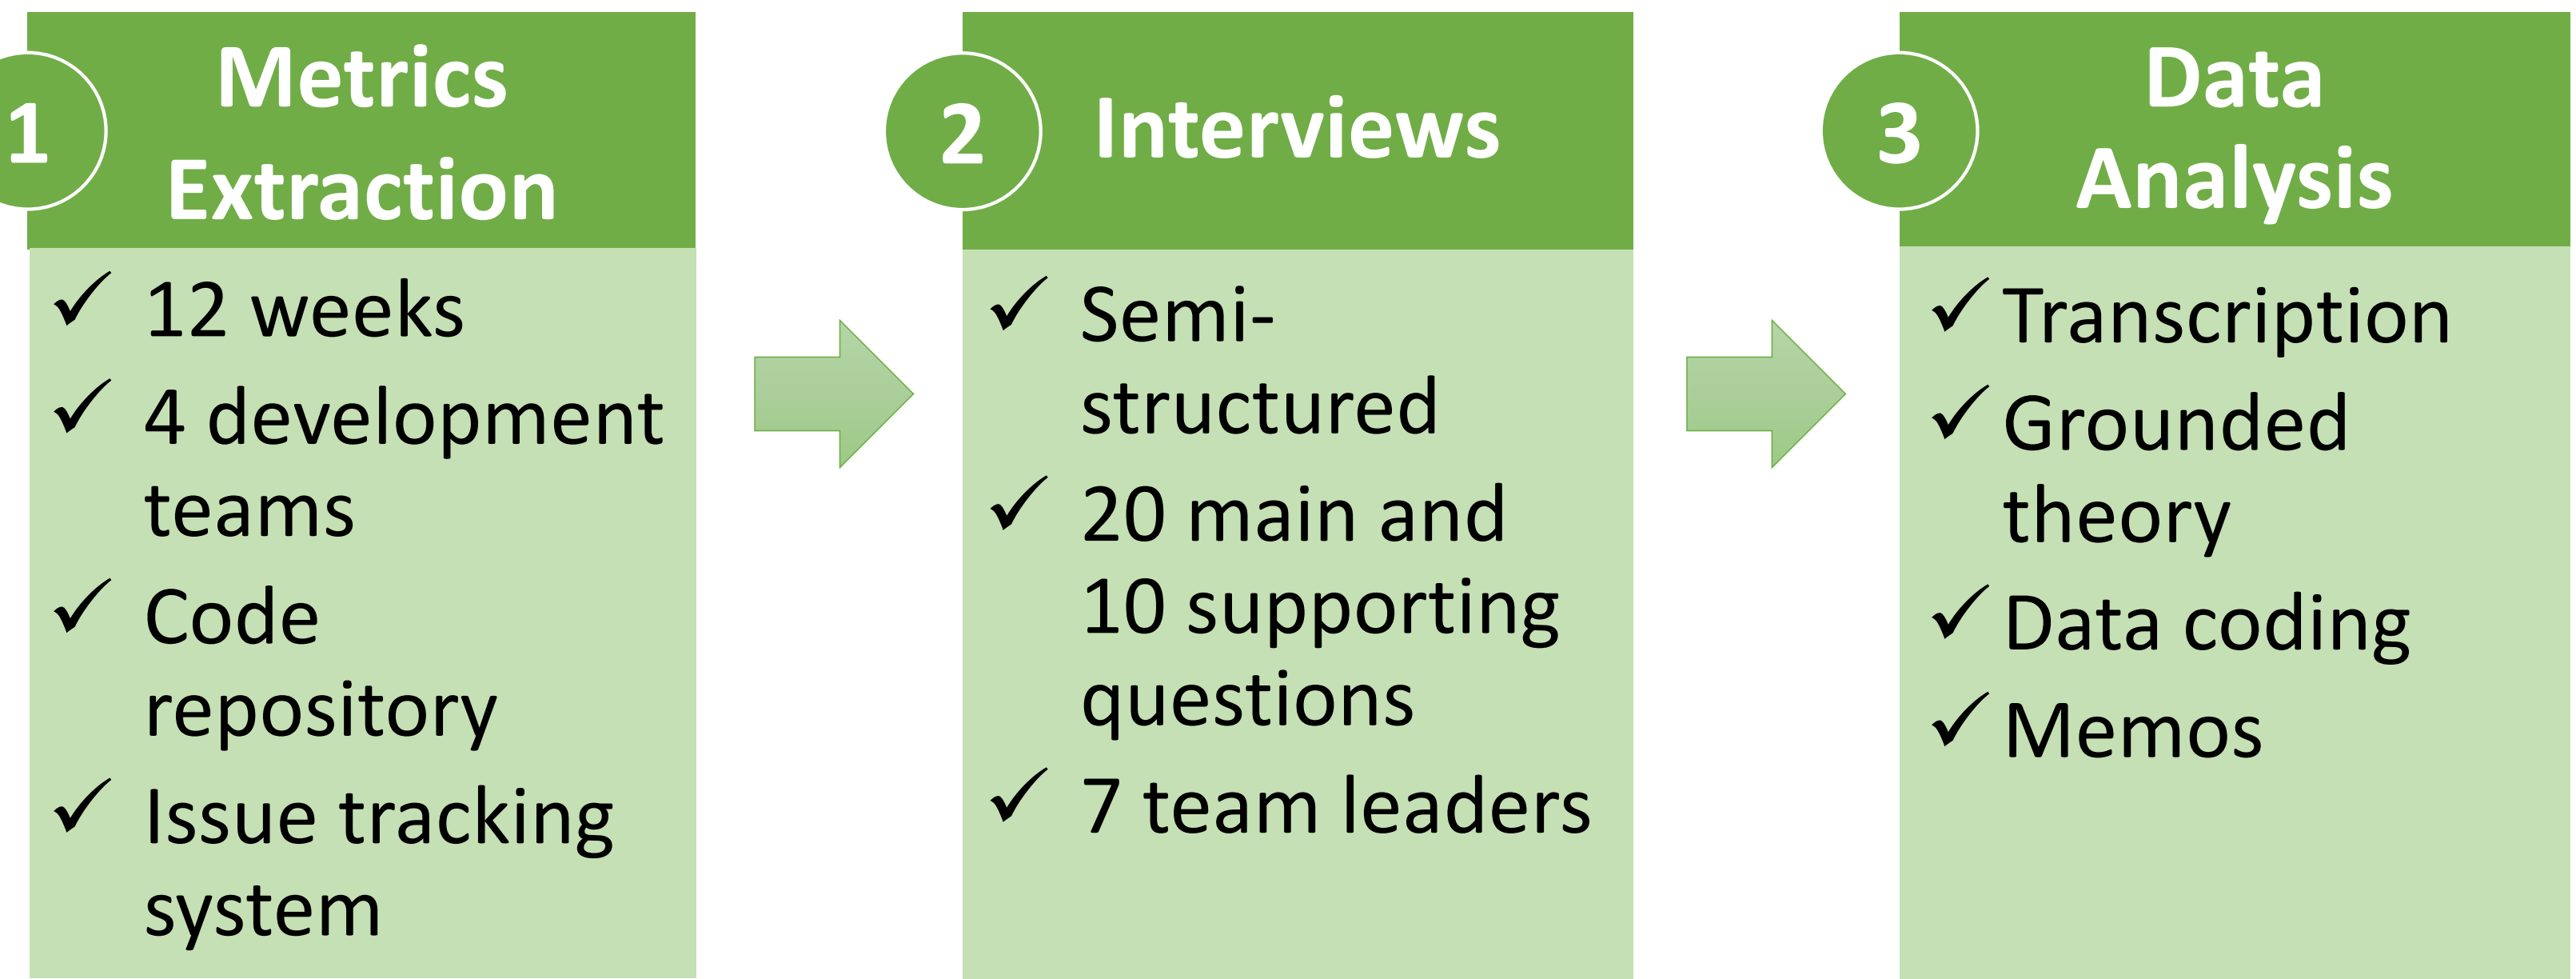 1
Metrics
Extraction
✓ 12 weeks
✓ 4 development
teams
✓ Code
repository
✓ Issue tracking
system
2
Interviews
✓ Semi-
structured
✓ 20 main and
10 supporting
questions
✓ 7 team leaders
3
Data
Analysis
✓ Transcription
✓ Grounded
theory
✓ Data coding
✓ Memos